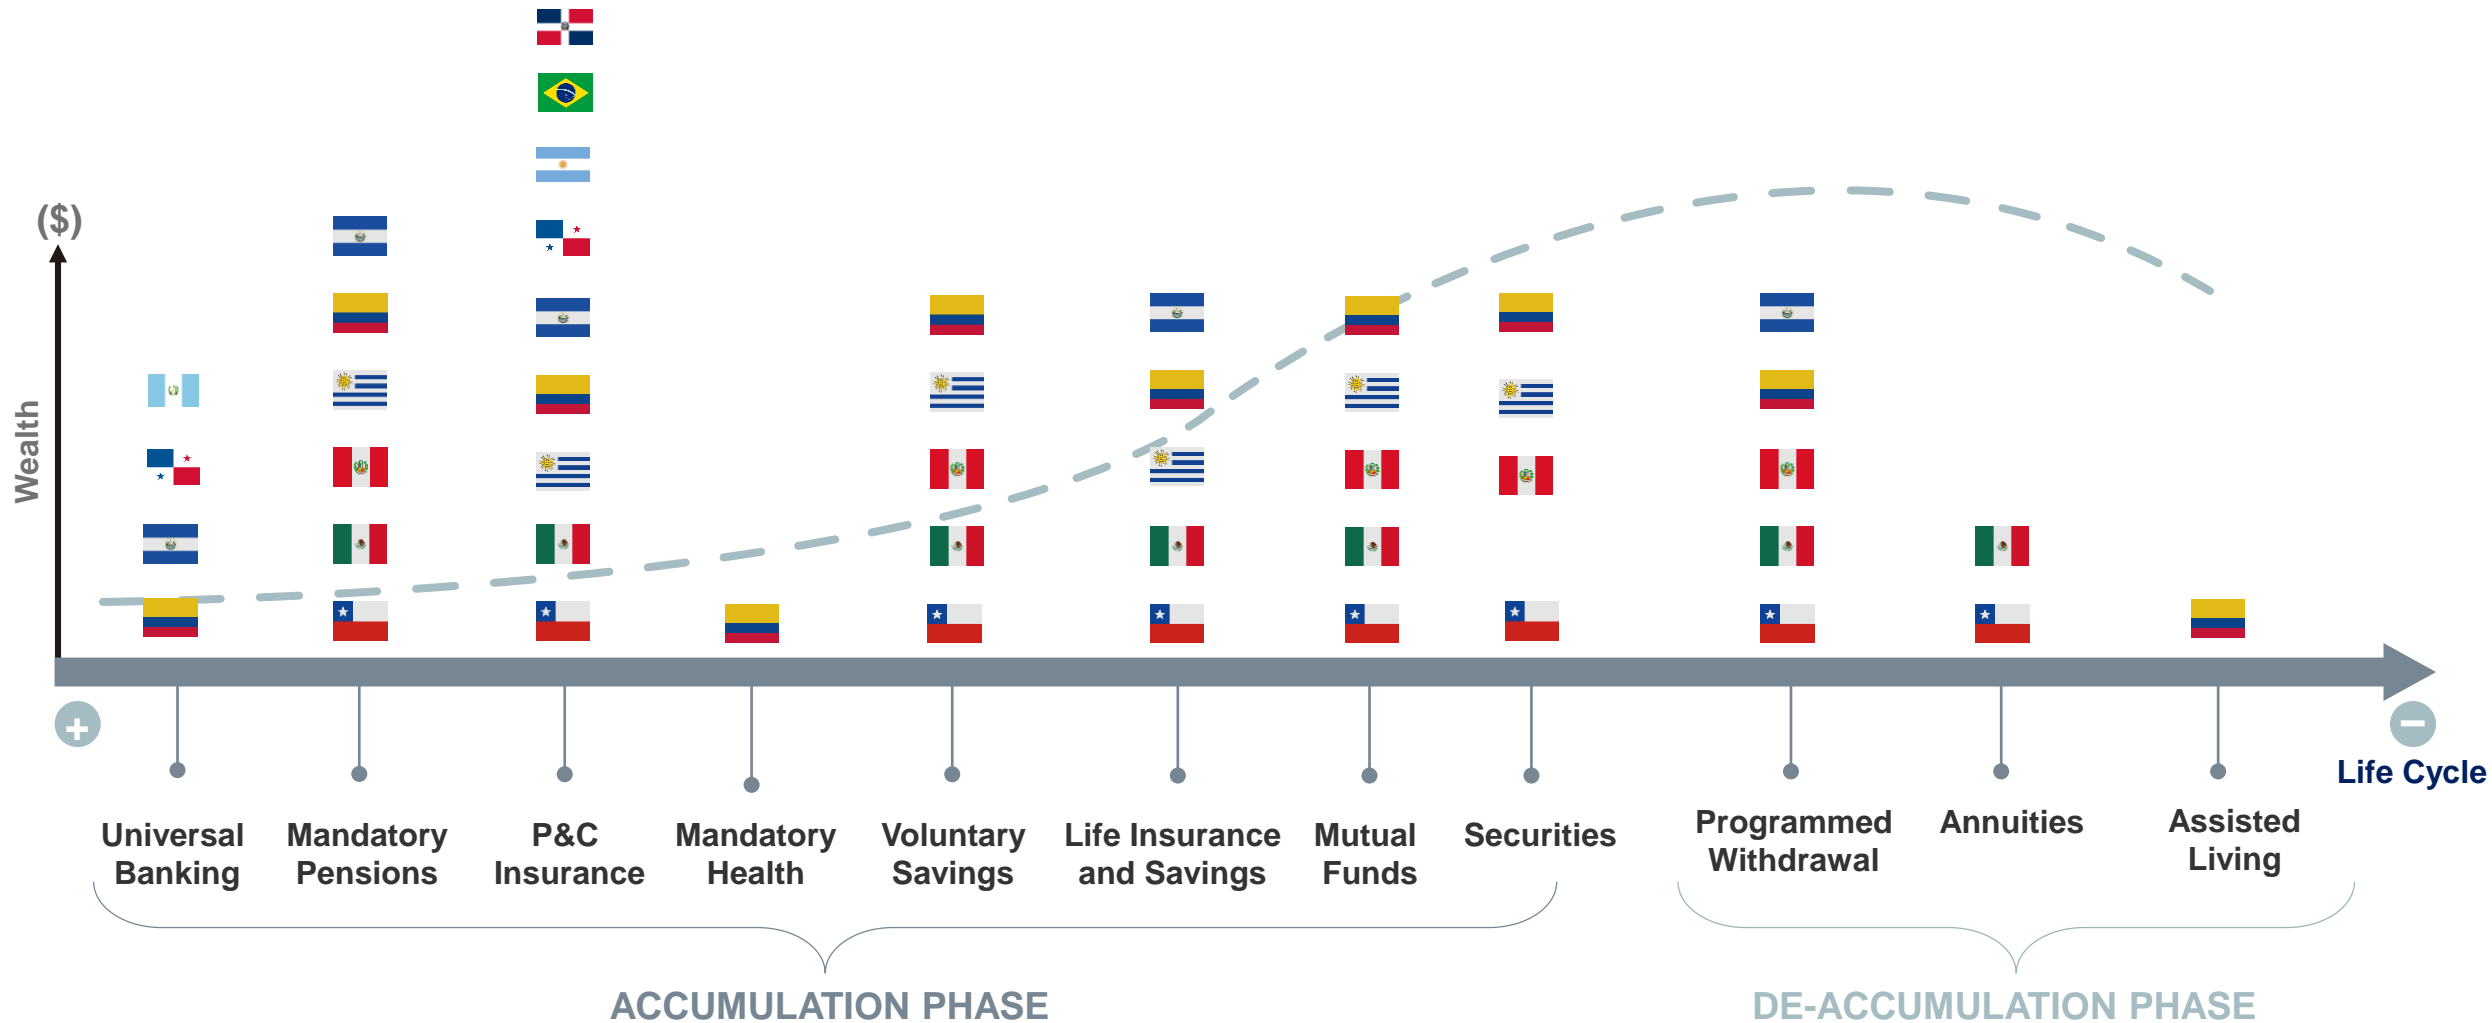 ($)
Wealth
+
−
Life Cycle
Universal
Banking
Mandatory
Pensions
P&C
Insurance
Mandatory
Health
Voluntary
Savings
Life Insurance
and Savings
Mutual
Funds
Securities
Programmed
Withdrawal
Annuities
Assisted
Living
ACCUMULATION PHASE
DE-ACCUMULATION PHASE